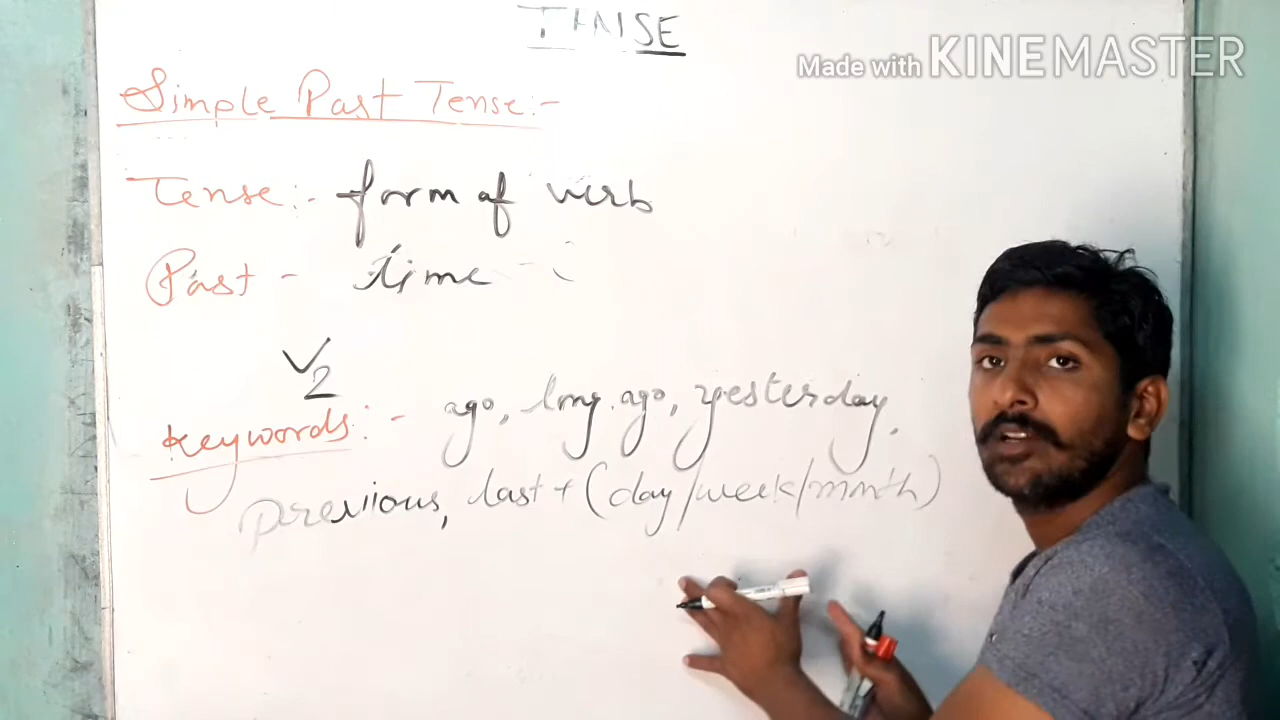 TENSE
Made with KINEMASTER
Simple Past Tense:-
Tense:- form of verb
Past - time -
V2
Keywords:- ago, long ago, yesterday,
Previious, last + (day/week/month)